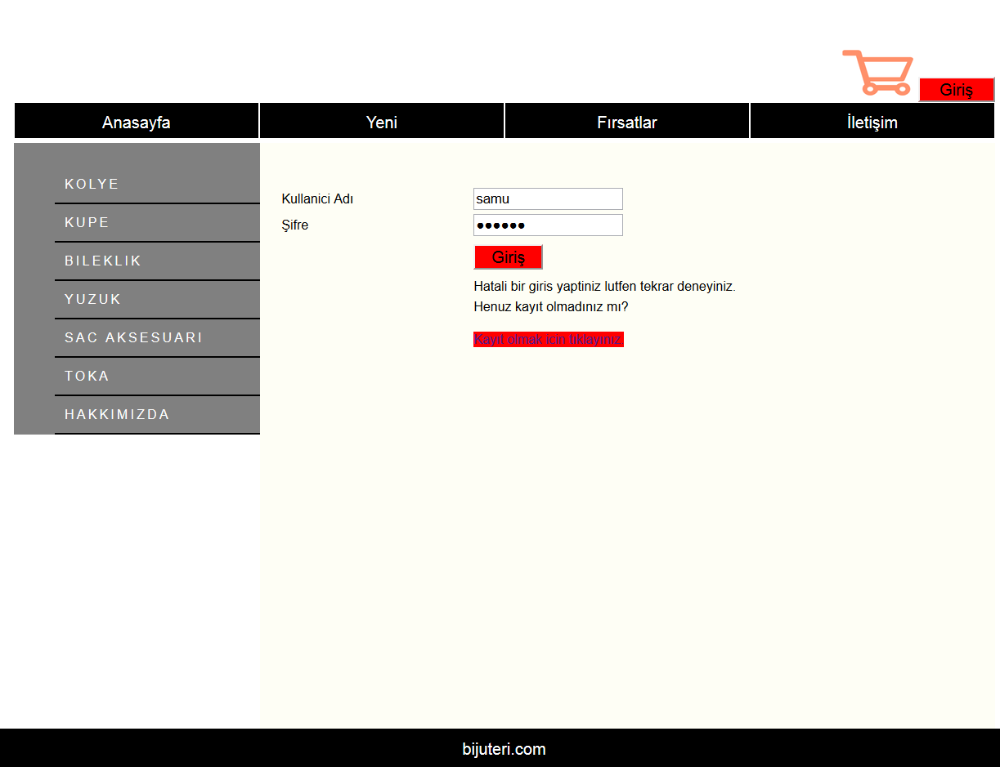 Giriş
Anasayfa Yeni Fırsatlar İletişim
KOLYE
KUPE
BILEKLIK
YUZUK
SAC AKSESUARI
TOKA
HAKKIMIZDA
Kullanici Adı samu
Şifre ●●●●●●
Giriş
Hatali bir giris yaptiniz lutfen tekrar deneyiniz.
Henuz kayıt olmadınız mı?
Kayıt olmak icin tıklayınız.
bijuteri.com